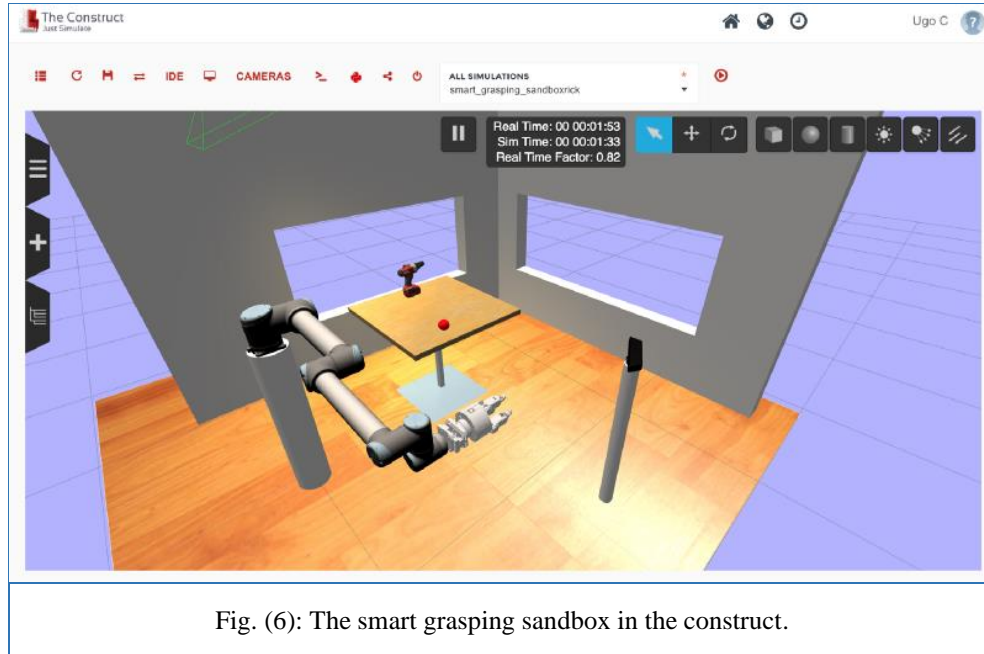 The Construct
Just Simulate
Ugo C
IDE
CAMERAS
ALL SIMULATIONS
smart_grasping_sandboxrick
Real Time: 00 00:01:53
Sim Time: 00 00:01:33
Real Time Factor: 0.82
Fig. (6): The smart grasping sandbox in the construct.